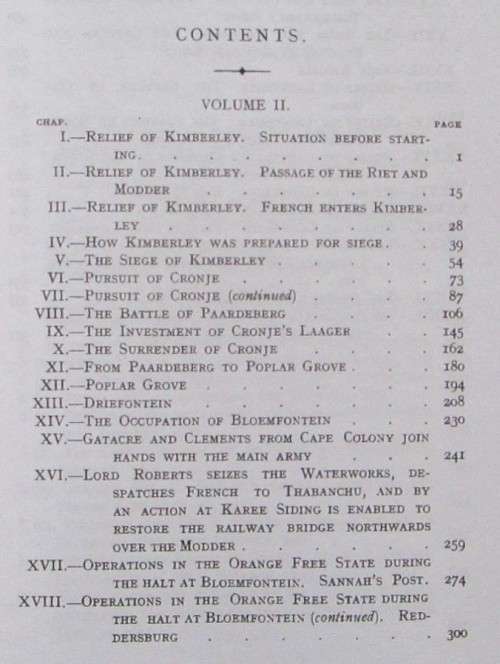 CONTENTS.
VOLUME II.
CHAP. PAGE
I.—Relief of Kimberley. Situation before start-
ing. . . . . . . . . 1
II.—Relief of Kimberley. Passage of the Riet and
Modder . . . . . . . 15
III.—Relief of Kimberley. French enters Kimber-
ley . . . . . . . . 28
IV.—How Kimberley was prepared for siege . . 39
V.—The Siege of Kimberley . . . . . 54
VI.—Pursuit of Cronje . . . . . . 73
VII.—Pursuit of Cronje (continued) . . . . 87
VIII.—The Battle of Paardeberg . . . . 106
IX.—The Investment of Cronje's Laager . . 145
X.—The Surrender of Cronje . . . . 162
XI.—From Paardeberg to Poplar Grove . . . 180
XII.—Poplar Grove . . . . . . 194
XIII.—Driefontein . . . . . . 208
XIV.—The Occupation of Bloemfontein . . . 230
XV.—Gatacre and Clements from Cape Colony join
hands with the main army . . . 241
XVI.—Lord Roberts seizes the Waterworks, de-
spatches French to Thabanchu, and by
an action at Karee Siding is enabled to
restore the railway bridge northwards
over the Modder . . . . . 259
XVII.—Operations in the Orange Free State during
the halt at Bloemfontein. Sannah's Post. 274
XVIII.—Operations in the Orange Free State during
the halt at Bloemfontein (continued). Red-
dersburg . . . . . . . 300